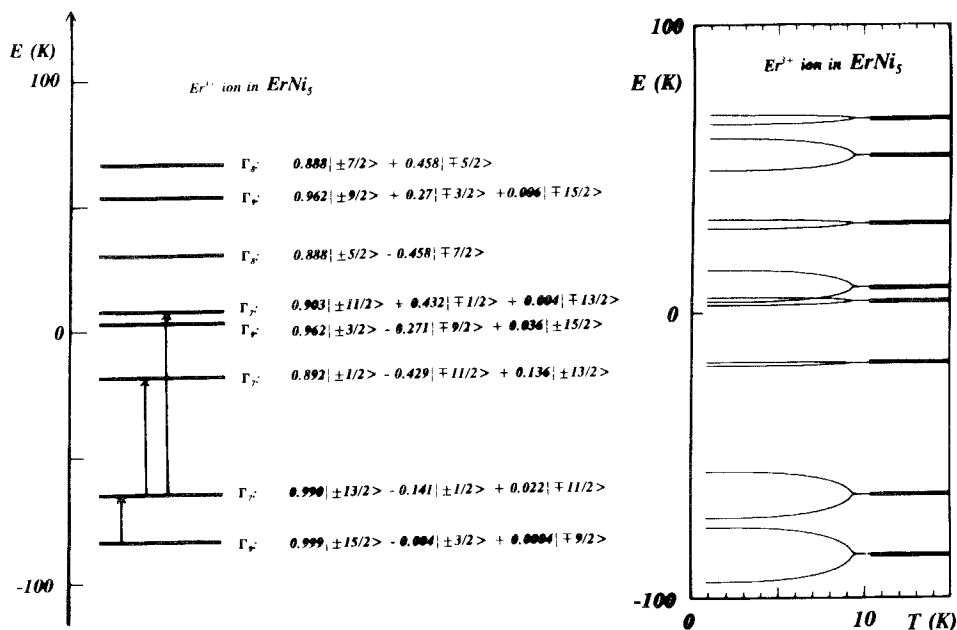 E (K)
100
Er³⁺ ion in ErNi₅
Γ₈: 0.888|±7/2> + 0.458|∓5/2>
Γ₉: 0.962|±9/2> + 0.27|∓3/2> +0.006|∓15/2>
Γ₈: 0.888|±5/2> - 0.458|∓7/2>
Γ₇: 0.903|±11/2> + 0.432|∓1/2> + 0.004|∓13/2>
0
Γ₉: 0.962|±3/2> - 0.271|∓9/2> + 0.036|±15/2>
Γ₇: 0.892|±1/2> - 0.429|∓11/2> + 0.136|±13/2>
Γ₇: 0.990|±13/2> - 0.141|±1/2> + 0.022|∓11/2>
Γ₉: 0.999|±15/2> - 0.004|±3/2> + 0.0004|∓9/2>
-100
100
E (K)
Er³⁺ ion in ErNi₅
0
-100
0
10
T (K)